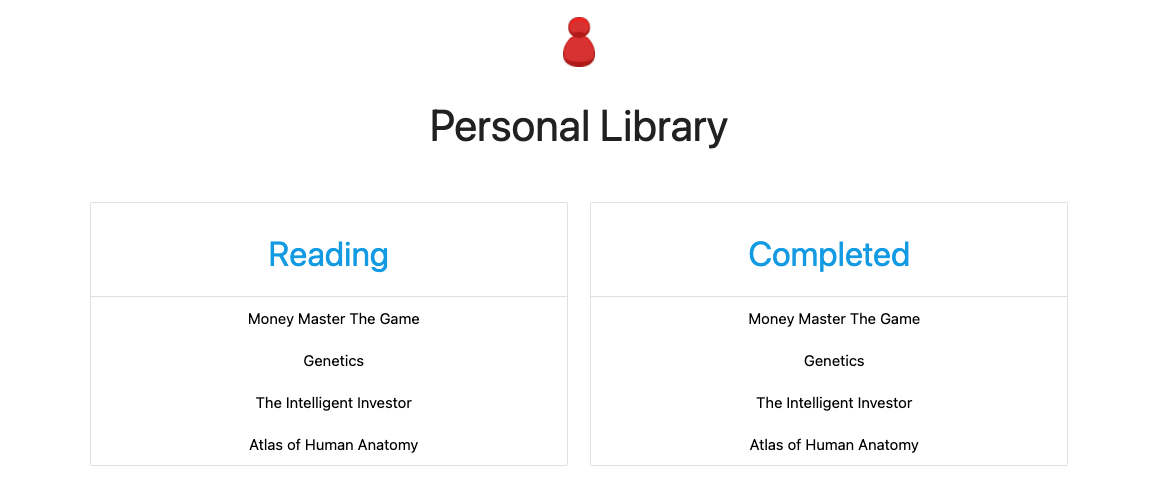 Personal Library
Reading
Money Master The Game
Genetics
The Intelligent Investor
Atlas of Human Anatomy
Completed
Money Master The Game
Genetics
The Intelligent Investor
Atlas of Human Anatomy